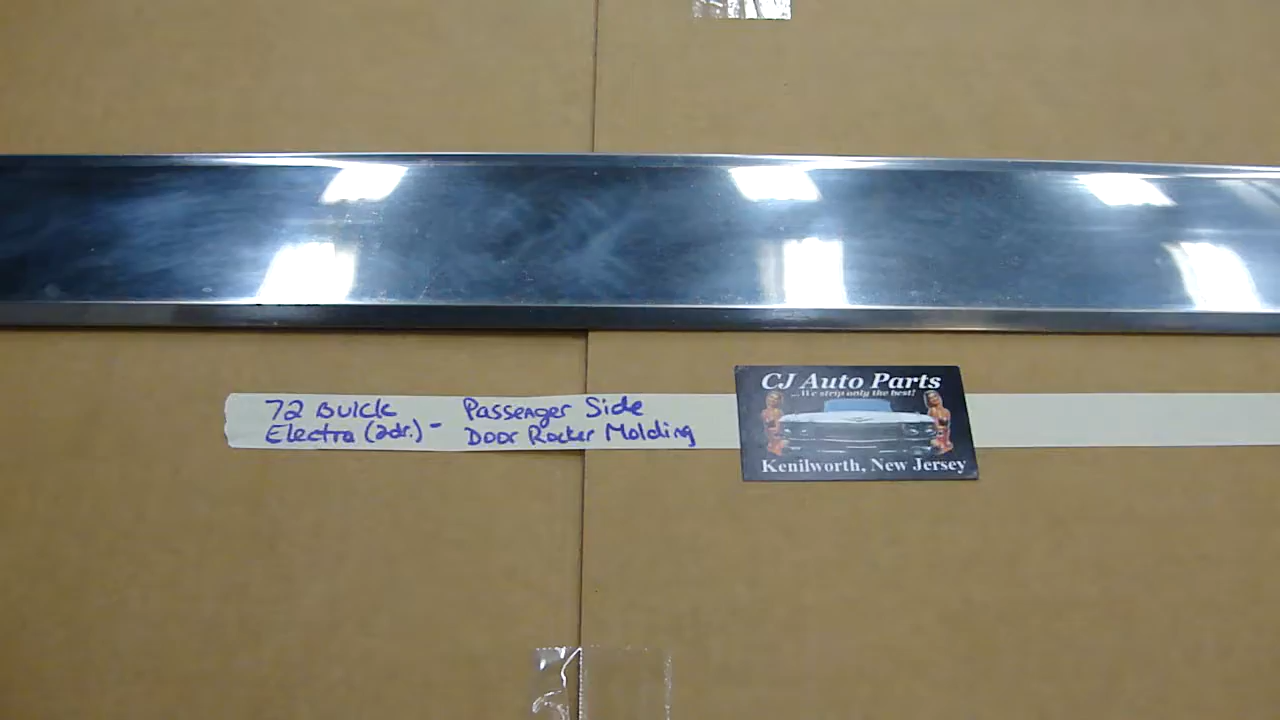 72 Buick
Electra (2dr.) -
Passenger Side
Door Rocker Molding
CJ Auto Parts
...We strip only the best!
Kenilworth, New Jersey